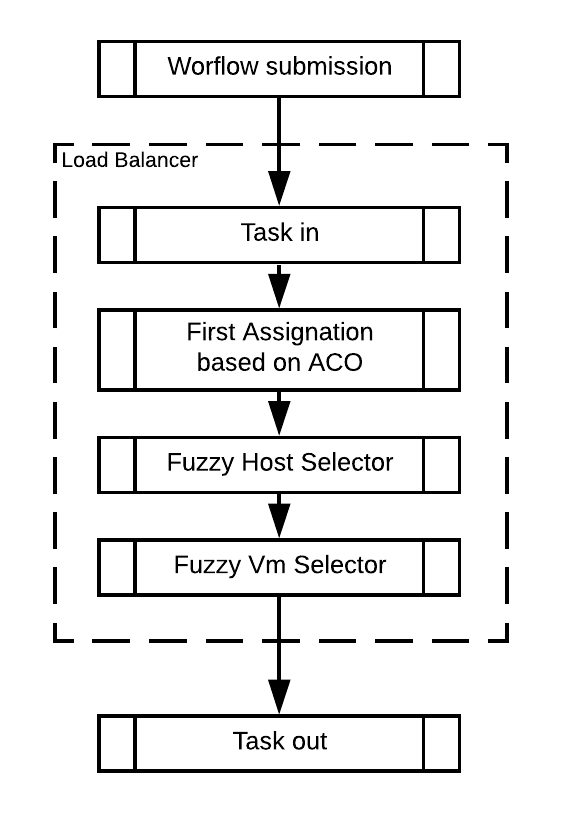 Worflow submission
Load Balancer
Task in
First Assignation
based on ACO
Fuzzy Host Selector
Fuzzy Vm Selector
Task out